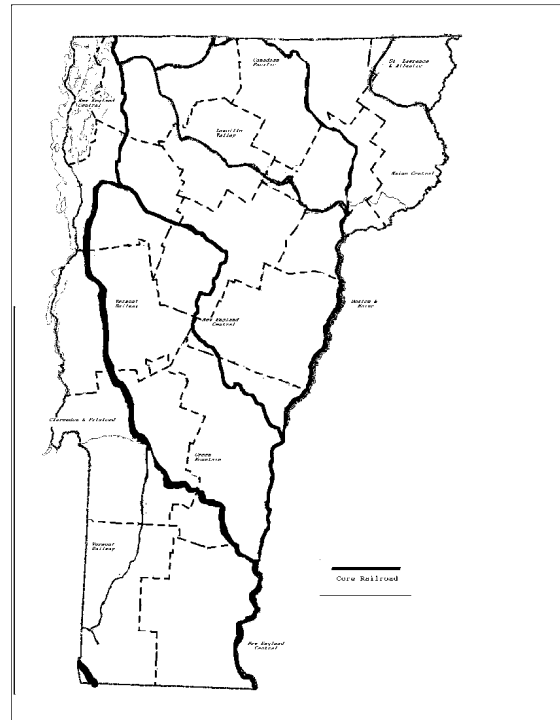 Canadian
Pacific
St. Lawrence
& Atlantic
New England
Central
Lamoille
Valley
Maine Central
Vermont
Railway
Boston &
Maine
New England
Central
Clarendon & Pittsford
Green
Mountain
Vermont
Railway
Core Railroad
New England
Central